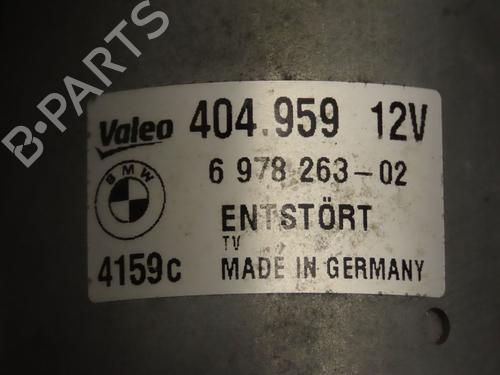 B-PARTS
Valeo 404.959 12V
BMW 6 978 263-02
ENTSTÖRT
TV
4159c MADE IN GERMANY